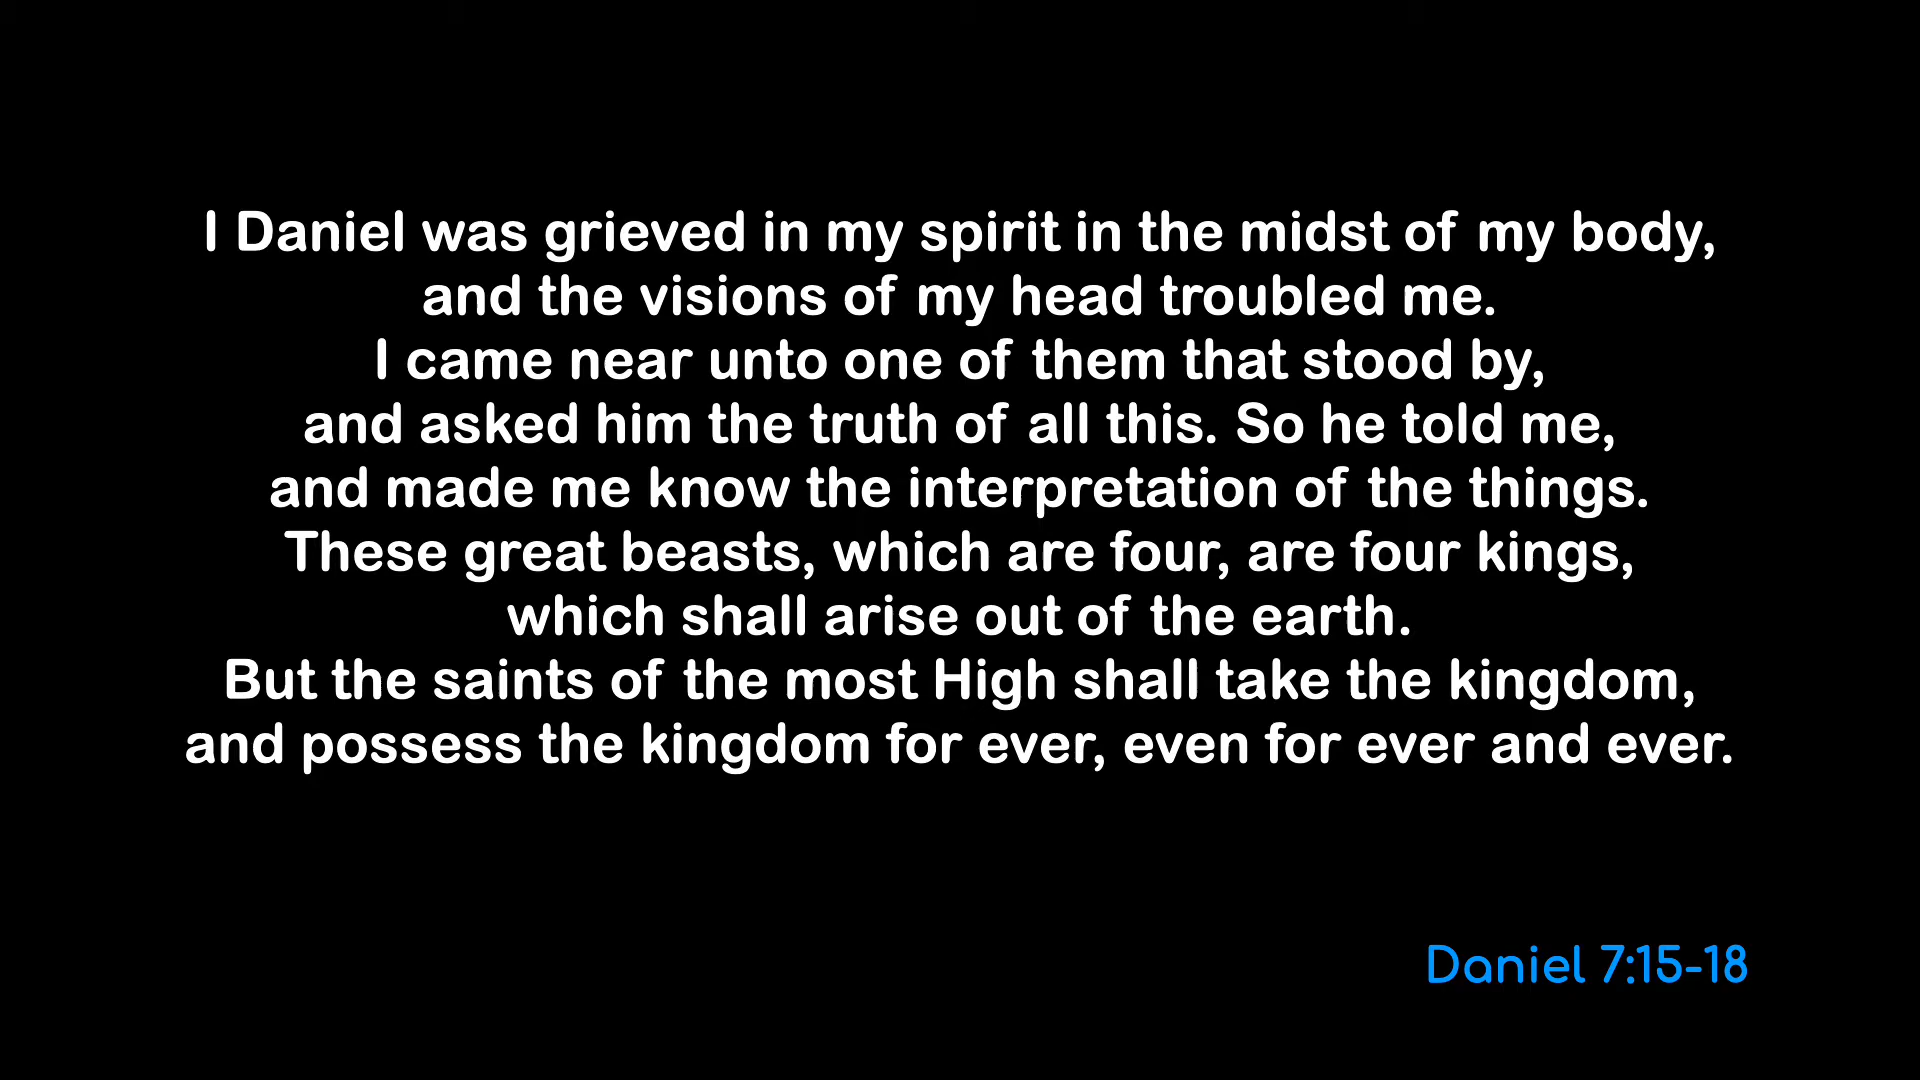 I Daniel was grieved in my spirit in the midst of my body,
and the visions of my head troubled me.
I came near unto one of them that stood by,
and asked him the truth of all this. So he told me,
and made me know the interpretation of the things.
These great beasts, which are four, are four kings,
which shall arise out of the earth.
But the saints of the most High shall take the kingdom,
and possess the kingdom for ever, even for ever and ever.
Daniel 7:15-18